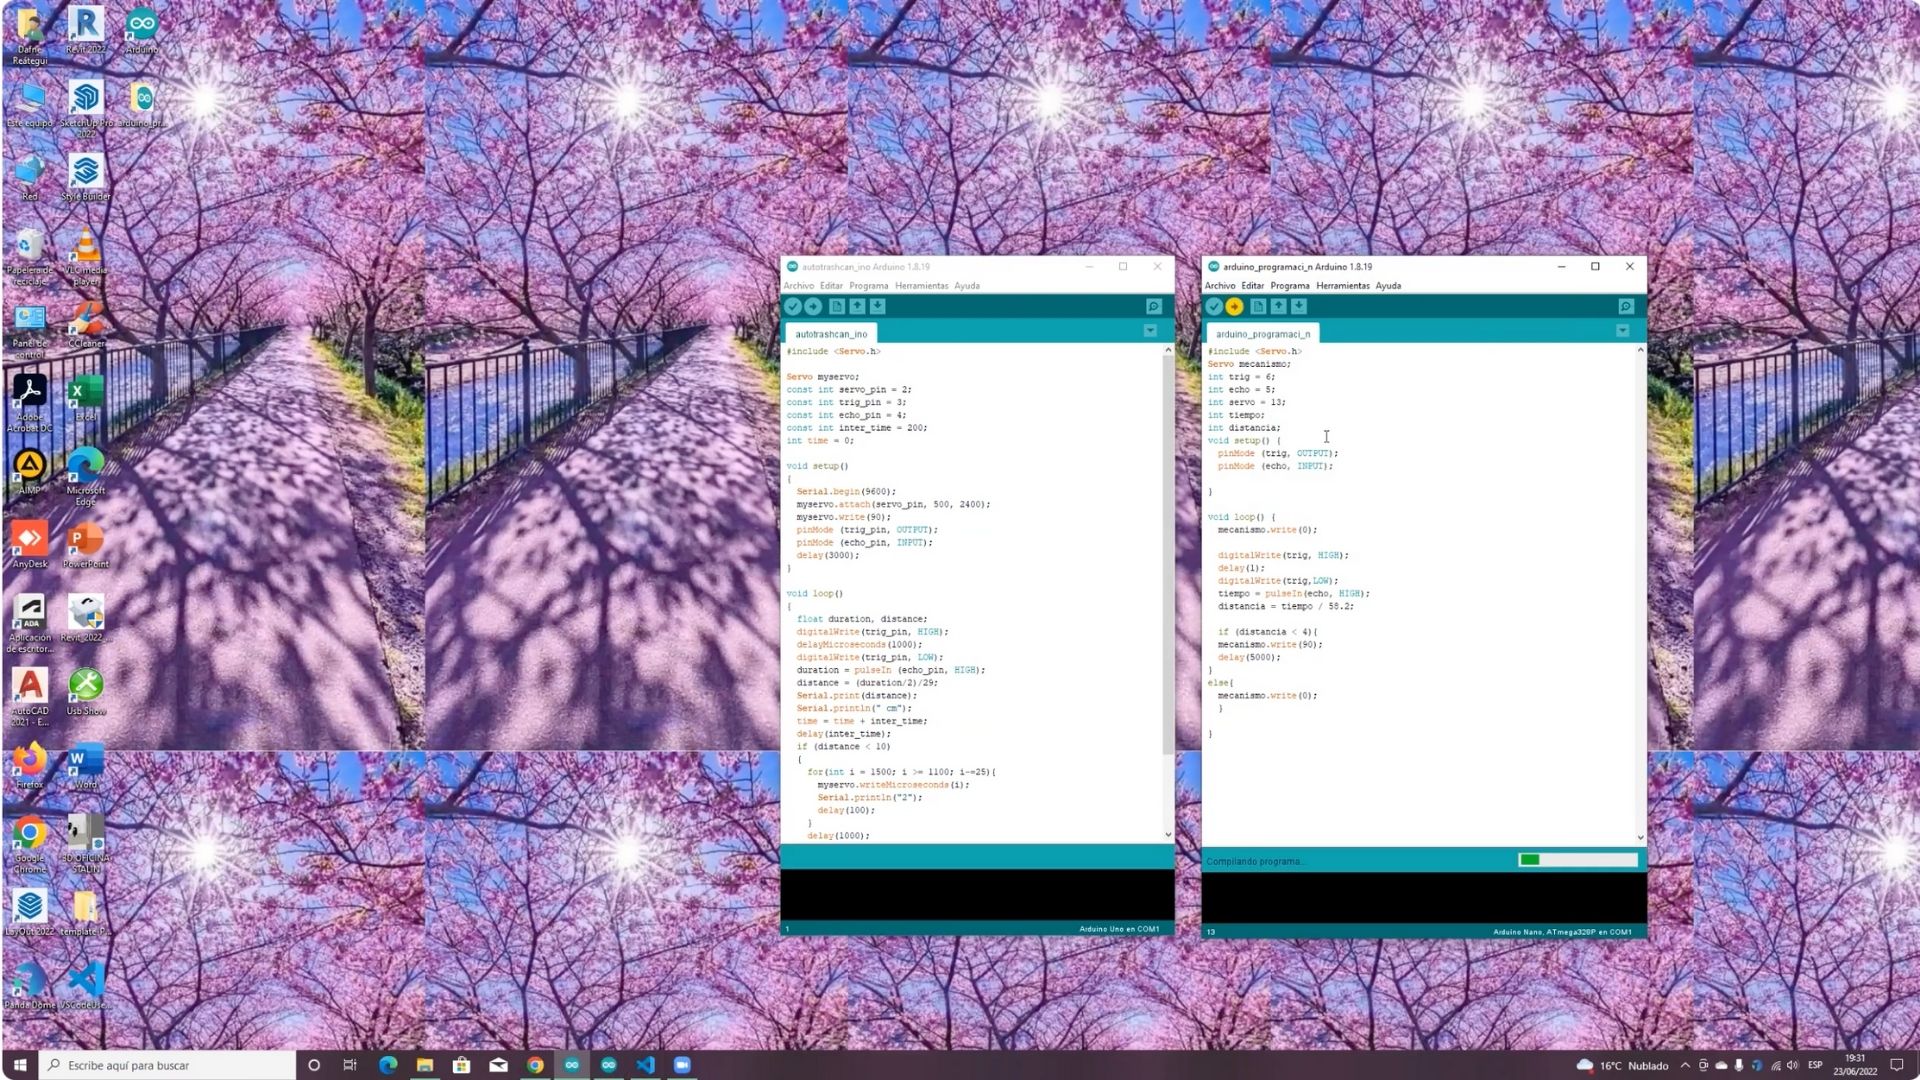 Dafne
Reátegui
Revit 2022
Arduino
Este equipo
SketchUp Pro
2022
arduino_pr...
Red
Style Builder
Papelera de
reciclaje
VLC media
player
Panel de
control
CCleaner
Adobe
Acrobat DC
Excel
AIMP
Microsoft
Edge
AnyDesk
PowerPoint
Aplicación
de escritor...
Revit_2022_...
AutoCAD
2021 - E...
Usb Show
Firefox
Word
Google
Chrome
3D OFICINA
STALIN
LayOut 2022
template-P...
Panda Dome
VSCodeUse...
autotrashcan_ino Arduino 1.8.19
Archivo Editar Programa Herramientas Ayuda
autotrashcan_ino
#include <Servo.h>
Servo myservo;
const int servo_pin = 2;
const int trig_pin = 3;
const int echo_pin = 4;
const int inter_time = 200;
int time = 0;
void setup()
{
Serial.begin(9600);
myservo.attach(servo_pin, 500, 2400);
myservo.write(90);
pinMode (trig_pin, OUTPUT);
pinMode (echo_pin, INPUT);
delay(3000);
}
void loop()
{
float duration, distance;
digitalWrite(trig_pin, HIGH);
delayMicroseconds(1000);
digitalWrite(trig_pin, LOW);
duration = pulseIn (echo_pin, HIGH);
distance = (duration/2)/29;
Serial.print(distance);
Serial.println(" cm");
time = time + inter_time;
delay(inter_time);
if (distance < 10)
{
for(int i = 1500; i >= 1100; i-=25){
myservo.writeMicroseconds(i);
Serial.println("2");
delay(100);
}
delay(1000);
1
Arduino Uno en COM1
arduino_programaci_n Arduino 1.8.19
Archivo Editar Programa Herramientas Ayuda
arduino_programaci_n
#include <Servo.h>
Servo mecanismo;
int trig = 6;
int echo = 5;
int servo = 13;
int tiempo;
int distancia;
void setup() {
pinMode (trig, OUTPUT);
pinMode (echo, INPUT);
}
void loop() {
mecanismo.write(0);
digitalWrite(trig, HIGH);
delay(1);
digitalWrite(trig,LOW);
tiempo = pulseIn(echo, HIGH);
distancia = tiempo / 58.2;
if (distancia < 4){
mecanismo.write(90);
delay(5000);
}
else{
mecanismo.write(0);
}
}
Compilando programa...
13
Arduino Nano, ATmega328P en COM1
Escribe aquí para buscar
16°C Nublado
ESP
19:31
23/06/2022